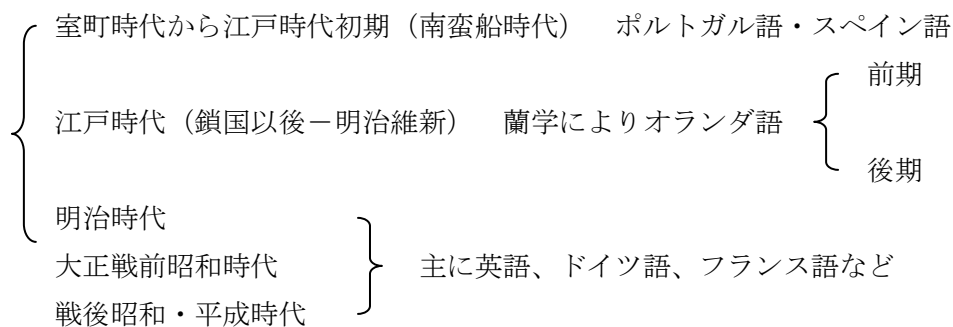 室町時代から江戸時代初期（南蛮船時代）　ポルトガル語・スペイン語
前期
江戸時代（鎖国以後－明治維新）　蘭学によりオランダ語
後期
明治時代
大正戦前昭和時代　主に英語、ドイツ語、フランス語など
戦後昭和・平成時代